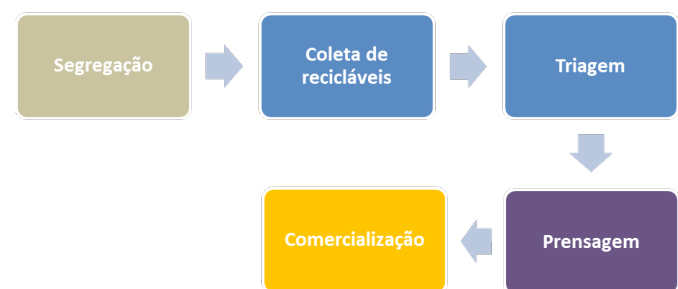 Segregação
Coleta de
recicláveis
Triagem
Prensagem
Comercialização